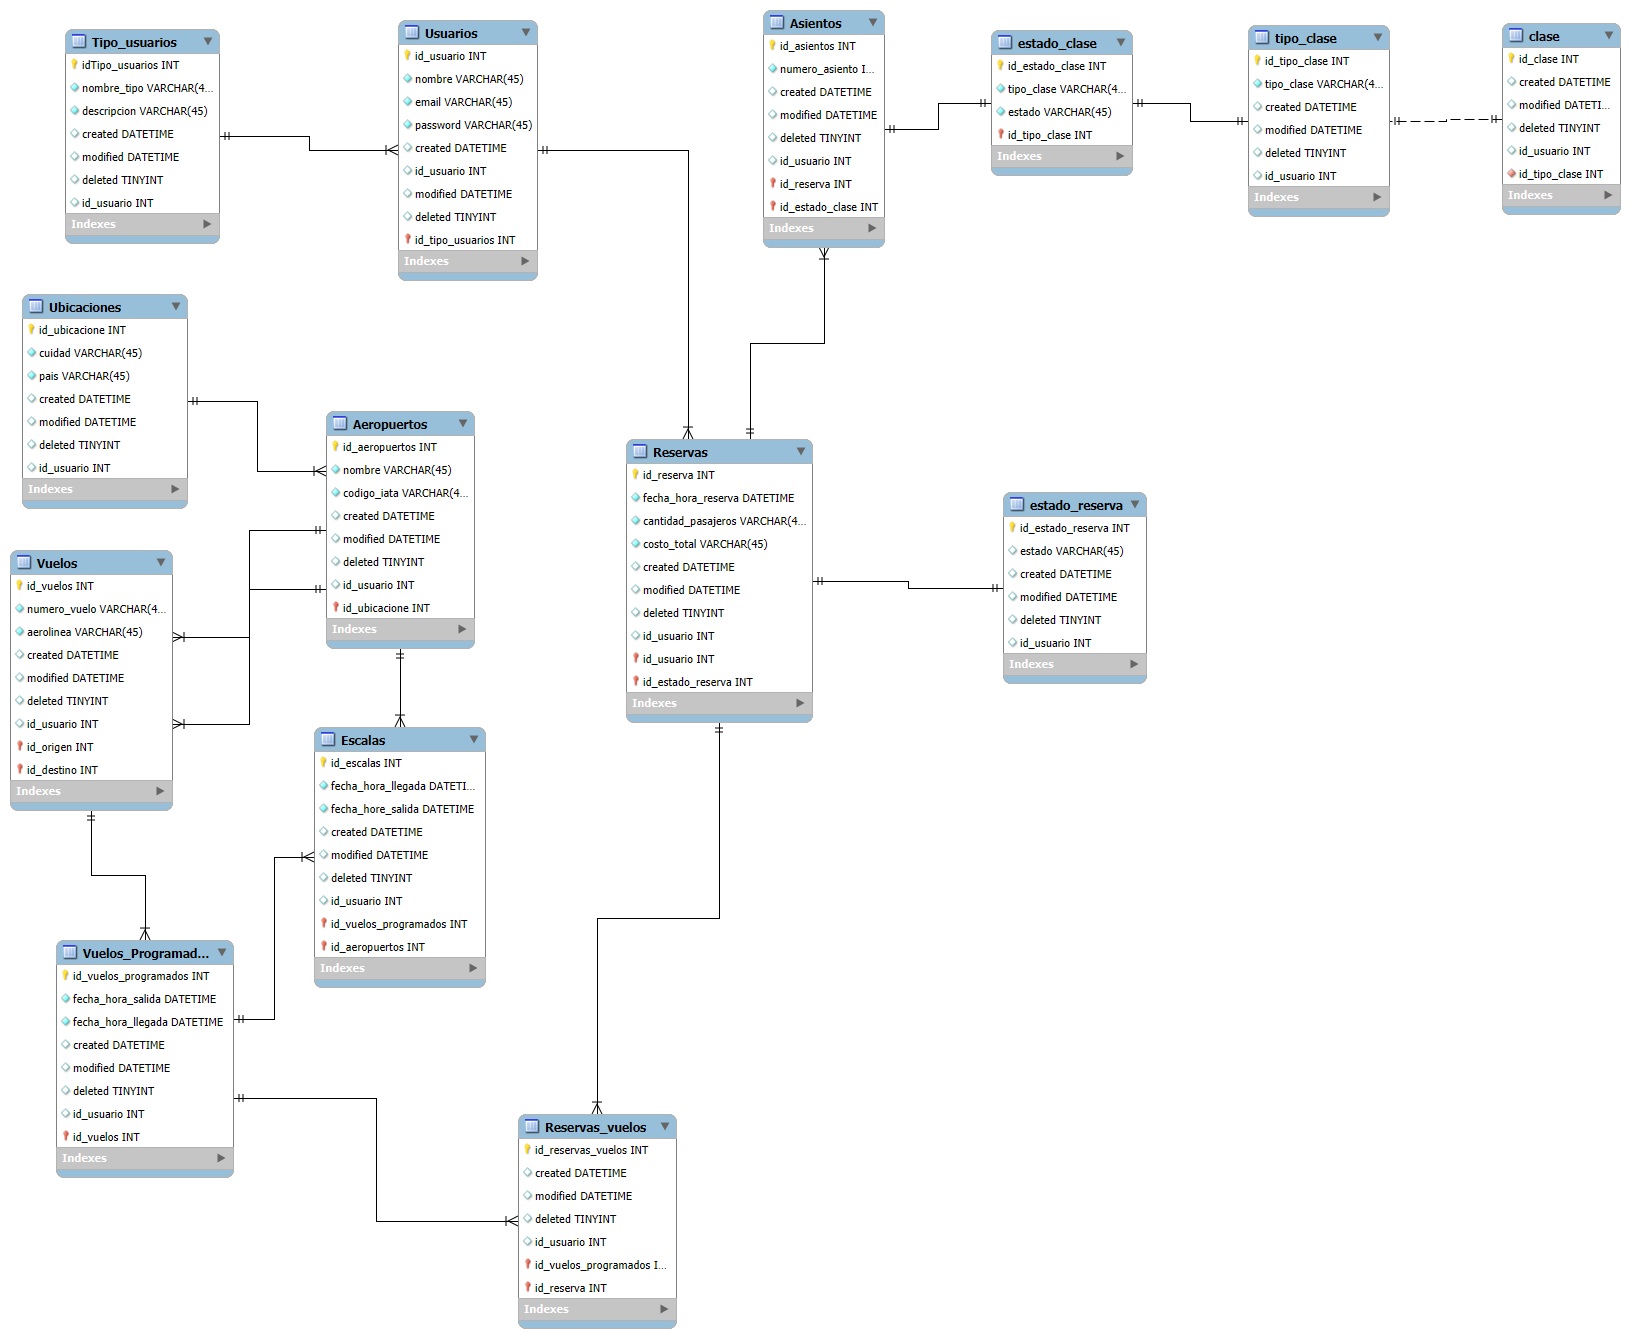 Tipo_usuarios
idTipo_usuarios INT
nombre_tipo VARCHAR(4...
descripcion VARCHAR(45)
created DATETIME
modified DATETIME
deleted TINYINT
id_usuario INT
Indexes
Usuarios
id_usuario INT
nombre VARCHAR(45)
email VARCHAR(45)
password VARCHAR(45)
created DATETIME
id_usuario INT
modified DATETIME
deleted TINYINT
id_tipo_usuarios INT
Indexes
Asientos
id_asientos INT
numero_asiento I...
created DATETIME
modified DATETIME
deleted TINYINT
id_usuario INT
id_reserva INT
id_estado_clase INT
Indexes
estado_clase
id_estado_clase INT
tipo_clase VARCHAR(4...
estado VARCHAR(45)
id_tipo_clase INT
Indexes
tipo_clase
id_tipo_clase INT
tipo_clase VARCHAR(4...
created DATETIME
modified DATETIME
deleted TINYINT
id_usuario INT
Indexes
clase
id_clase INT
created DATETIME
modified DATETI...
deleted TINYINT
id_usuario INT
id_tipo_clase INT
Indexes
Ubicaciones
id_ubicacione INT
cuidad VARCHAR(45)
pais VARCHAR(45)
created DATETIME
modified DATETIME
deleted TINYINT
id_usuario INT
Indexes
Aeropuertos
id_aeropuertos INT
nombre VARCHAR(45)
codigo_iata VARCHAR(4...
created DATETIME
modified DATETIME
deleted TINYINT
id_usuario INT
id_ubicacione INT
Indexes
Reservas
id_reserva INT
fecha_hora_reserva DATETIME
cantidad_pasajeros VARCHAR(4...
costo_total VARCHAR(45)
created DATETIME
modified DATETIME
deleted TINYINT
id_usuario INT
id_usuario INT
id_estado_reserva INT
Indexes
estado_reserva
id_estado_reserva INT
estado VARCHAR(45)
created DATETIME
modified DATETIME
deleted TINYINT
id_usuario INT
Indexes
Vuelos
id_vuelos INT
numero_vuelo VARCHAR(4...
aerolinea VARCHAR(45)
created DATETIME
modified DATETIME
deleted TINYINT
id_usuario INT
id_origen INT
id_destino INT
Indexes
Escalas
id_escalas INT
fecha_hora_llegada DATETI...
fecha_hore_salida DATETIME
created DATETIME
modified DATETIME
deleted TINYINT
id_usuario INT
id_vuelos_programados INT
id_aeropuertos INT
Indexes
Vuelos_Programad...
id_vuelos_programados INT
fecha_hora_salida DATETIME
fecha_hora_llegada DATETIME
created DATETIME
modified DATETIME
deleted TINYINT
id_usuario INT
id_vuelos INT
Indexes
Reservas_vuelos
id_reservas_vuelos INT
created DATETIME
modified DATETIME
deleted TINYINT
id_usuario INT
id_vuelos_programados I...
id_reserva INT
Indexes